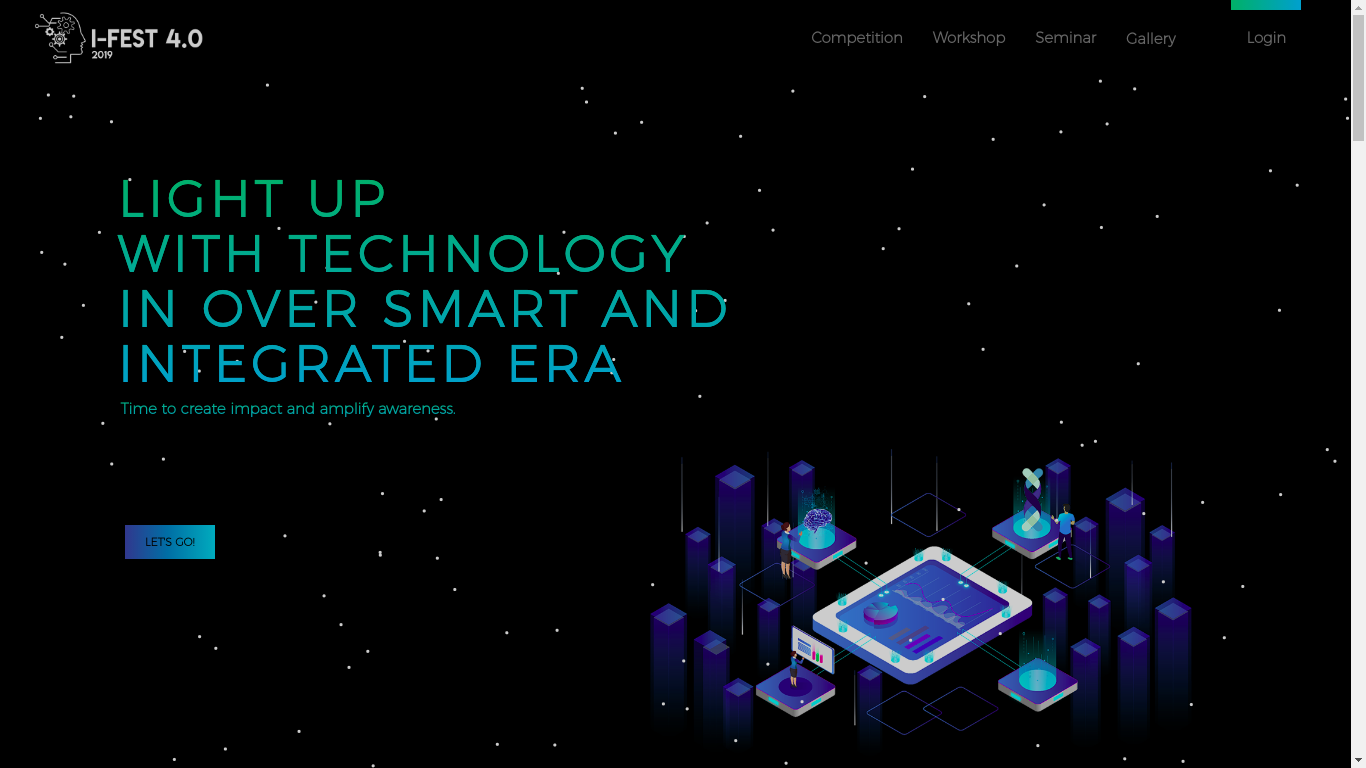 I-FEST 4.0
2019
Competition
Workshop
Seminar
Gallery
Login
LIGHT UP
WITH TECHNOLOGY
IN OVER SMART AND
INTEGRATED ERA
Time to create impact and amplify awareness.
LET'S GO!